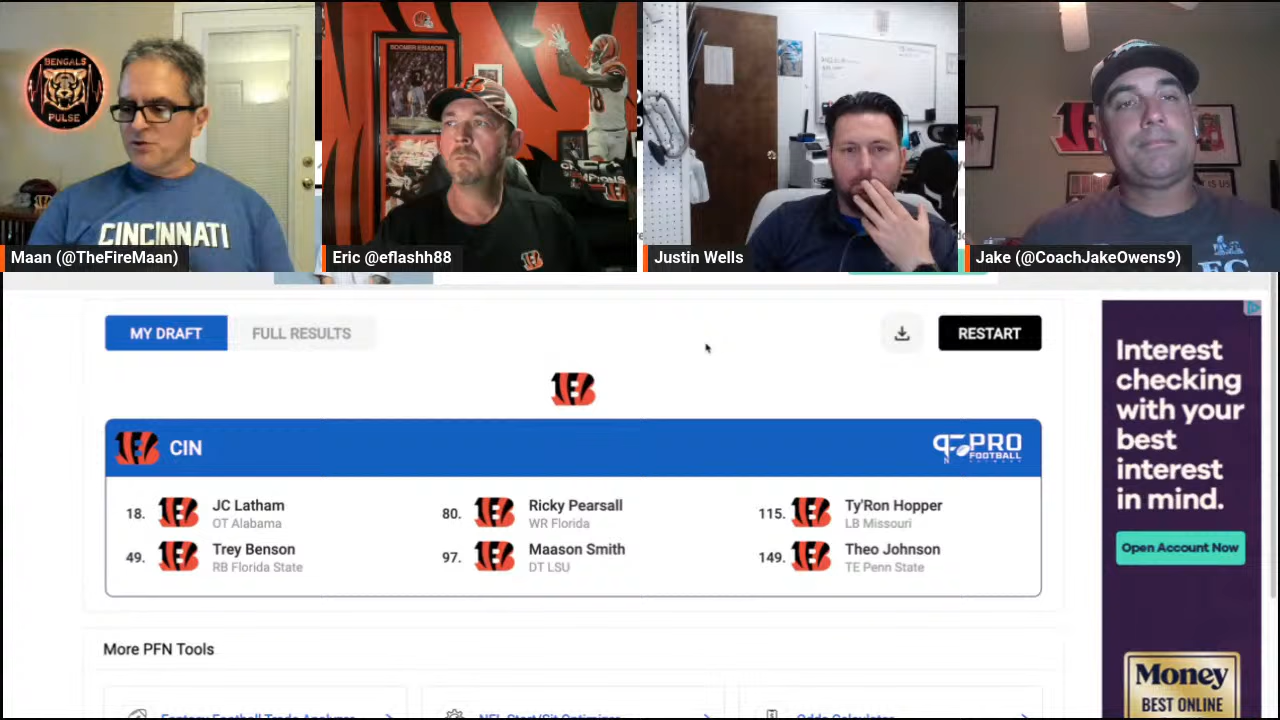 BENGALS
PULSE
CINCINNATI
BOOMER ESIASON
Maan (@TheFireMaan)
Eric @eflashh88
Justin Wells
Jake (@CoachJakeOwens9)
MY DRAFT
FULL RESULTS
RESTART
CIN
PRO
FOOTBALL
18.
JC Latham
OT Alabama
80.
Ricky Pearsall
WR Florida
115.
Ty'Ron Hopper
LB Missouri
49.
Trey Benson
RB Florida State
97.
Maason Smith
DT LSU
149.
Theo Johnson
TE Penn State
More PFN Tools
Interest
checking
with your
best
interest
in mind.
Open Account Now
Money
BEST ONLINE